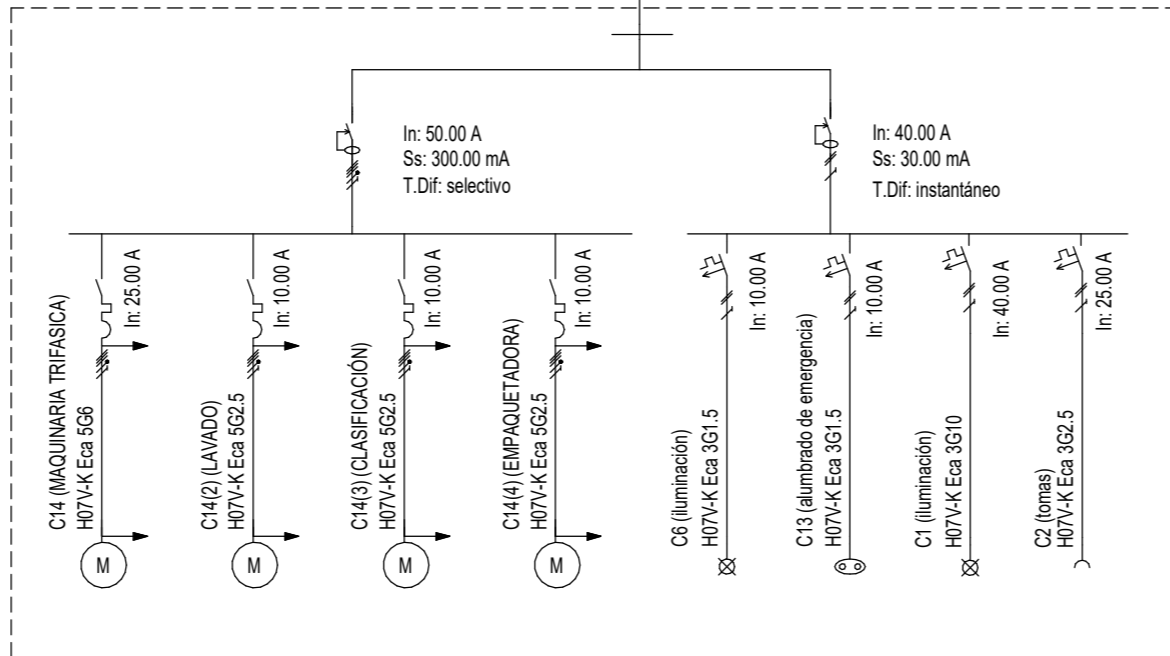 In: 50.00 A
Ss: 300.00 mA
T.Dif: selectivo
In: 40.00 A
Ss: 30.00 mA
T.Dif: instantáneo
In: 25.00 A
C14 (MAQUINARIA TRIFASICA)
H07V-K Eca 5G6
M
In: 10.00 A
C14(2) (LAVADO)
H07V-K Eca 5G2.5
M
In: 10.00 A
C14(3) (CLASIFICACIÓN)
H07V-K Eca 5G2.5
M
In: 10.00 A
C14(4) (EMPAQUETADORA)
H07V-K Eca 5G2.5
M
In: 10.00 A
C6 (iluminación)
H07V-K Eca 3G1.5
In: 10.00 A
C13 (alumbrado de emergencia)
H07V-K Eca 3G1.5
In: 40.00 A
C1 (iluminación)
H07V-K Eca 3G10
In: 25.00 A
C2 (tomas)
H07V-K Eca 3G2.5